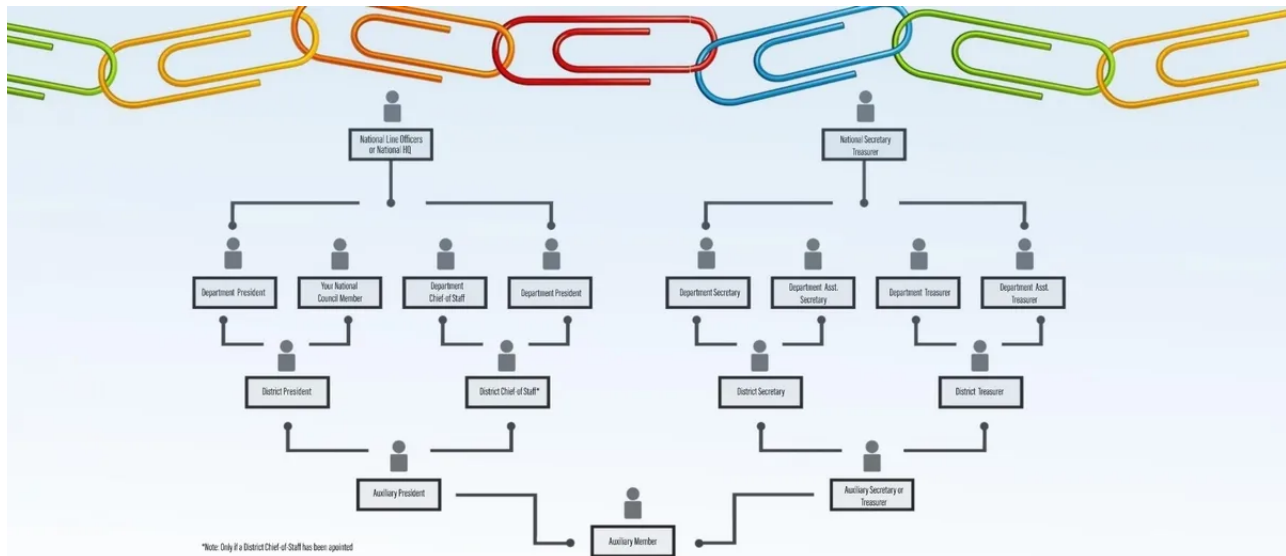 National Line Officers
or National HQ
National Secretary
Treasurer
Department President
Your National
Council Member
Department
Chief-of-Staff
Department President
Department Secretary
Department Asst.
Secretary
Department Treasurer
Department Asst.
Treasurer
District President
District Chief-of Staff*
District Secretary
District Treasurer
Auxiliary President
Auxiliary Secretary or
Treasurer
Auxiliary Member
*Note: Only if a District Chief-of-Staff has been apointed